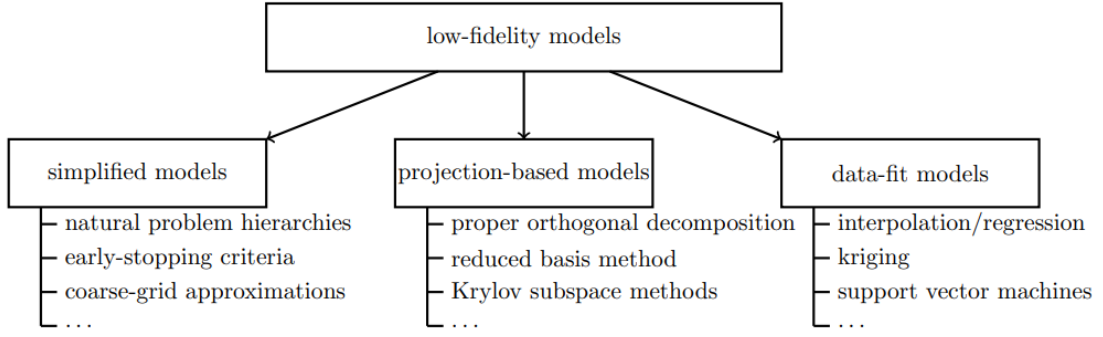 low-fidelity models
simplified models
natural problem hierarchies
early-stopping criteria
coarse-grid approximations
...
projection-based models
proper orthogonal decomposition
reduced basis method
Krylov subspace methods
...
data-fit models
interpolation/regression
kriging
support vector machines
...